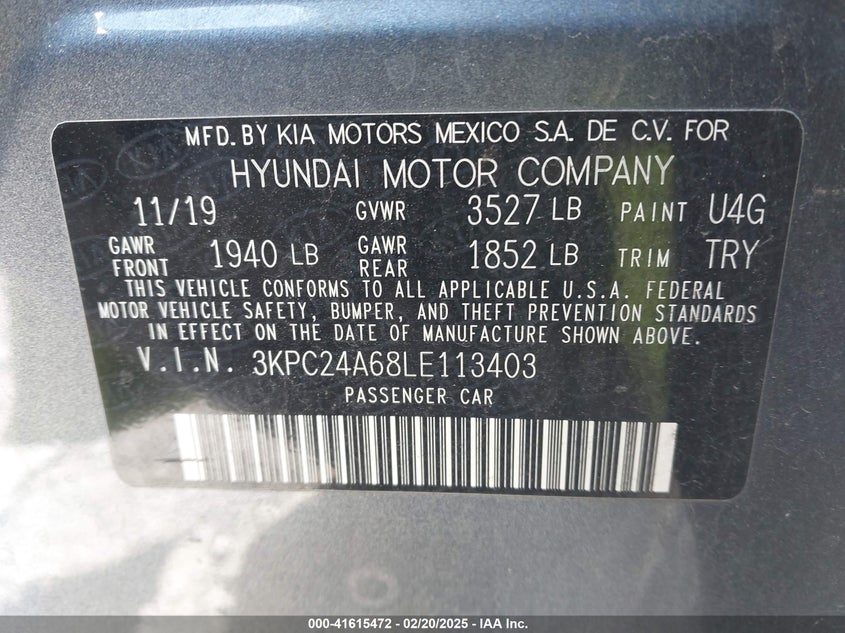 MFD. BY KIA MOTORS MEXICO S.A. DE C.V. FOR
HYUNDAI MOTOR COMPANY
11/19 GVWR 3527 LB PAINT U4G
GAWR FRONT 1940 LB GAWR REAR 1852 LB TRIM TRY
THIS VEHICLE CONFORMS TO ALL APPLICABLE U.S.A. FEDERAL
MOTOR VEHICLE SAFETY, BUMPER, AND THEFT PREVENTION STANDARDS
IN EFFECT ON THE DATE OF MANUFACTURE SHOWN ABOVE.
V.I.N. 3KPC24A68LE113403
PASSENGER CAR
000-41615472 - 02/20/2025 - IAA Inc.